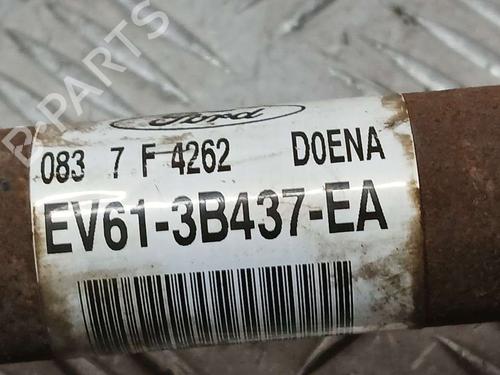 B-PARTS
Ford
083 7 F 4262 D0ENA
EV61-3B437-EA